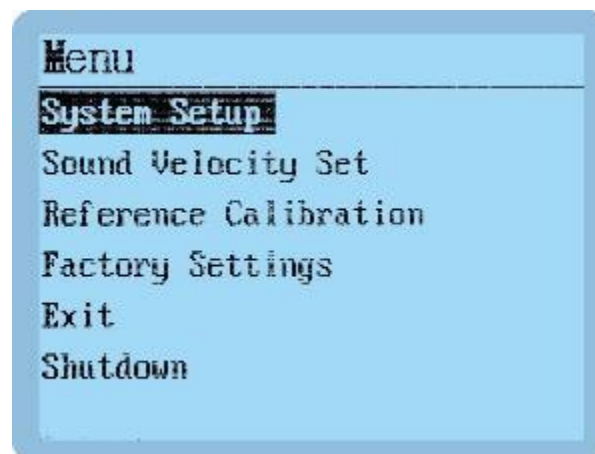 Menu
System Setup
Sound Velocity Set
Reference Calibration
Factory Settings
Exit
Shutdown